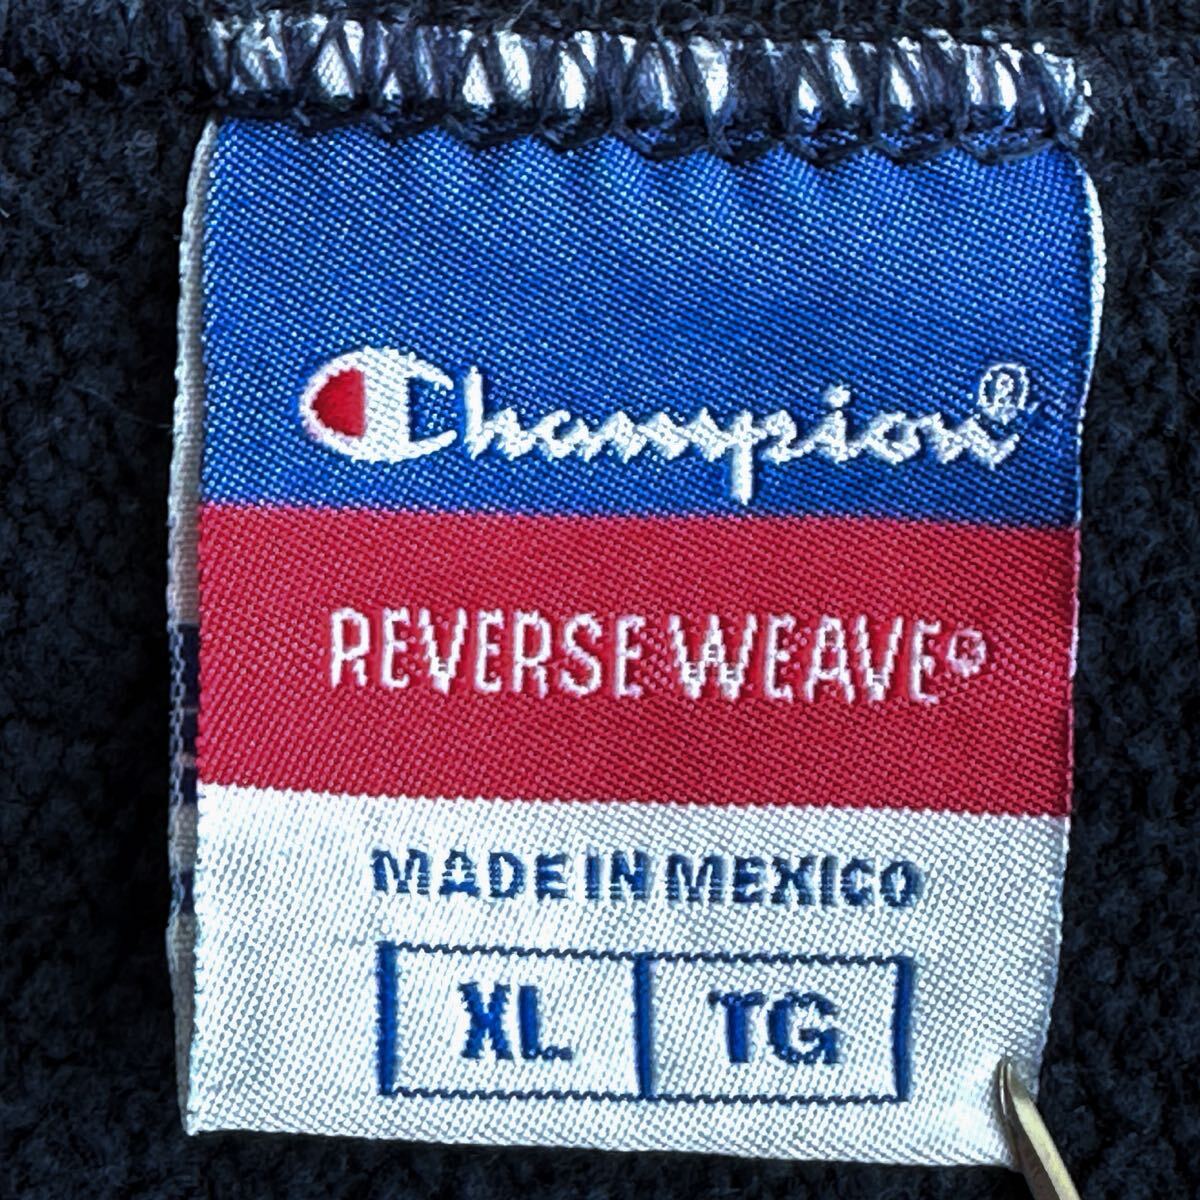 Champion®
REVERSE WEAVE®
MADE IN MEXICO
XL TG